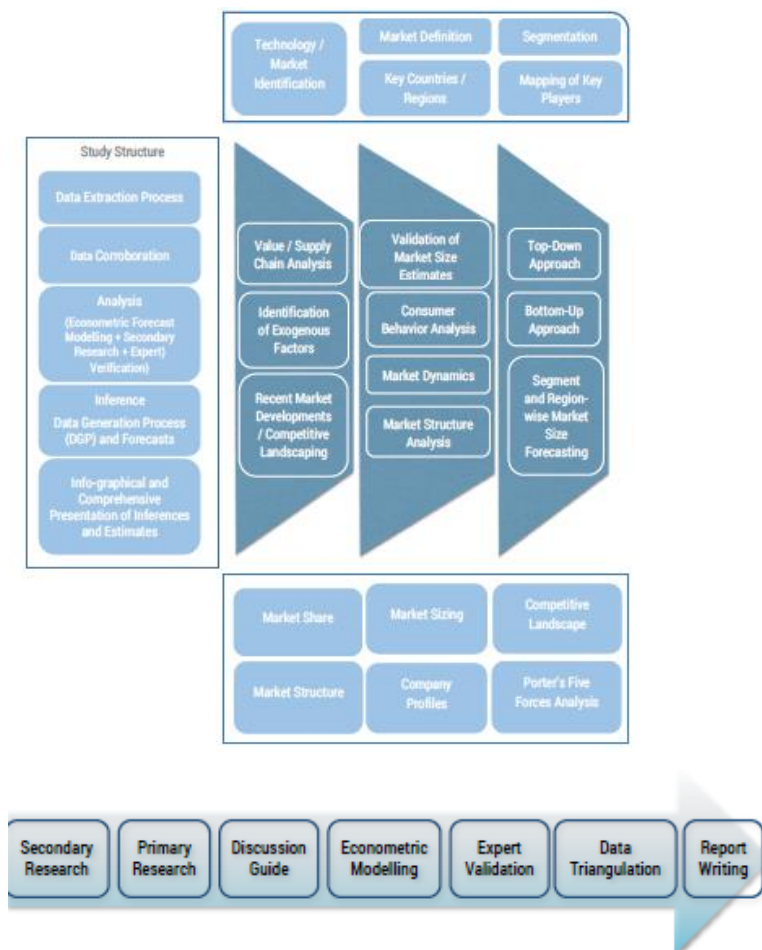 Technology /
Market
Identification
Market Definition
Segmentation
Key Countries /
Regions
Mapping of Key
Players
Study Structure
Data Extraction Process
Data Corroboration
Analysis
(Econometric Forecast
Modelling + Secondary
Research + Expert)
Verification)
Inference
Data Generation Process
(DGP) and Forecasts
Info-graphical and
Comprehensive
Presentation of Inferences
and Estimates
Value / Supply
Chain Analysis
Identification
of Exogenous
Factors
Recent Market
Developments
/ Competitive
Landscaping
Validation of
Market Size
Estimates
Consumer
Behavior Analysis
Market Dynamics
Market Structure
Analysis
Top-Down
Approach
Bottom-Up
Approach
Segment
and Region-
wise Market
Size
Forecasting
Market Share
Market Sizing
Competitive
Landscape
Market Structure
Company
Profiles
Porter's Five
Forces Analysis
Secondary
Research
Primary
Research
Discussion
Guide
Econometric
Modelling
Expert
Validation
Data
Triangulation
Report
Writing